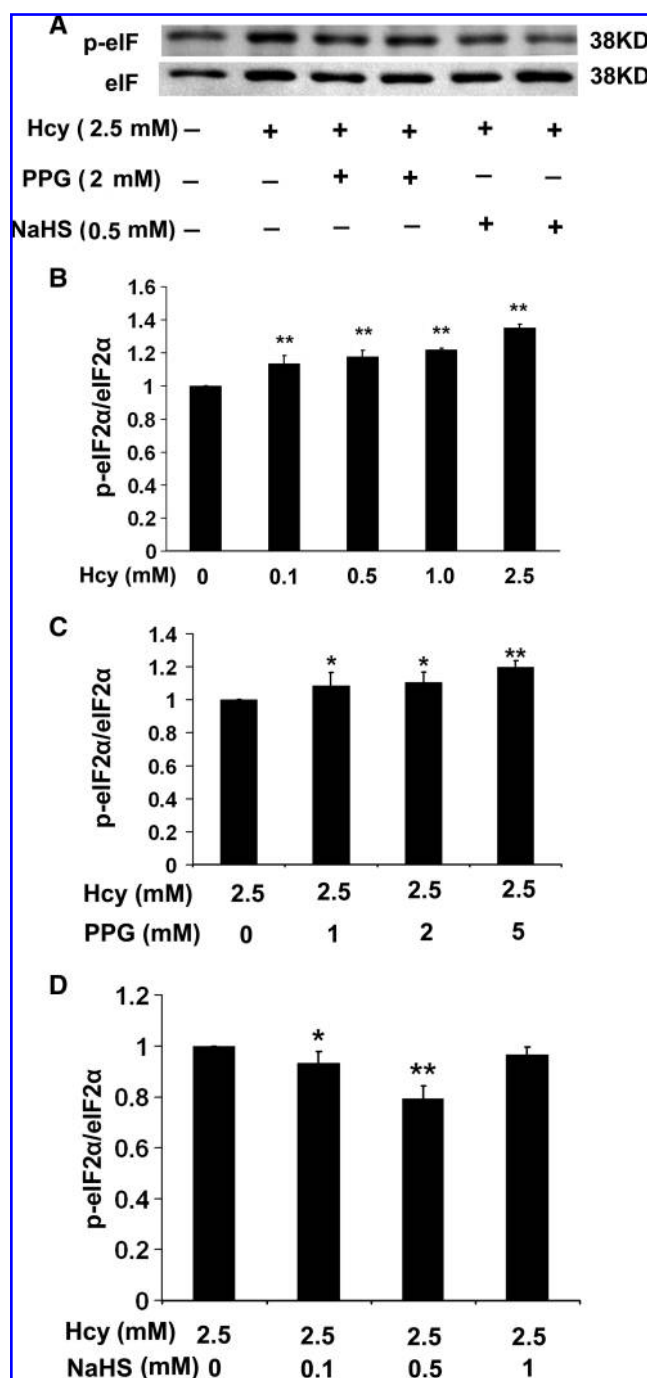 A
p-eIF 38KD
eIF 38KD
Hcy (2.5 mM) – + + + + +
PPG (2 mM) – – + + – –
NaHS (0.5 mM) – – – – + +
B
p-eIF2α/eIF2α
1.6
1.4
1.2
1
0.8
0.6
0.4
0.2
0
** ** ** **
Hcy (mM) 0 0.1 0.5 1.0 2.5
C
p-eIF2α/eIF2α
1.4
1.2
1
0.8
0.6
0.4
0.2
0
* * **
Hcy (mM) 2.5 2.5 2.5 2.5
PPG (mM) 0 1 2 5
D
p-eIF2α/eIF2α
1.2
1
0.8
0.6
0.4
0.2
0
* **
Hcy (mM) 2.5 2.5 2.5 2.5
NaHS (mM) 0 0.1 0.5 1